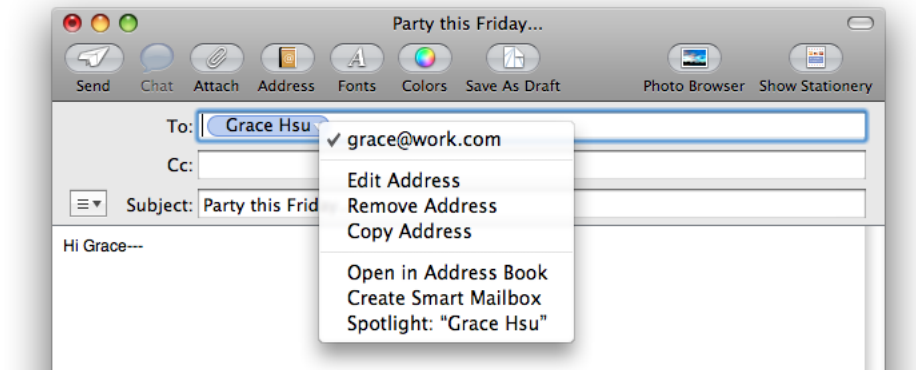 Party this Friday...
Send Chat Attach Address Fonts Colors Save As Draft Photo Browser Show Stationery
To: Grace Hsu
✓ grace@work.com
Cc:
Edit Address
Subject: Party this Frid
Remove Address
Copy Address
Hi Grace---
Open in Address Book
Create Smart Mailbox
Spotlight: “Grace Hsu”